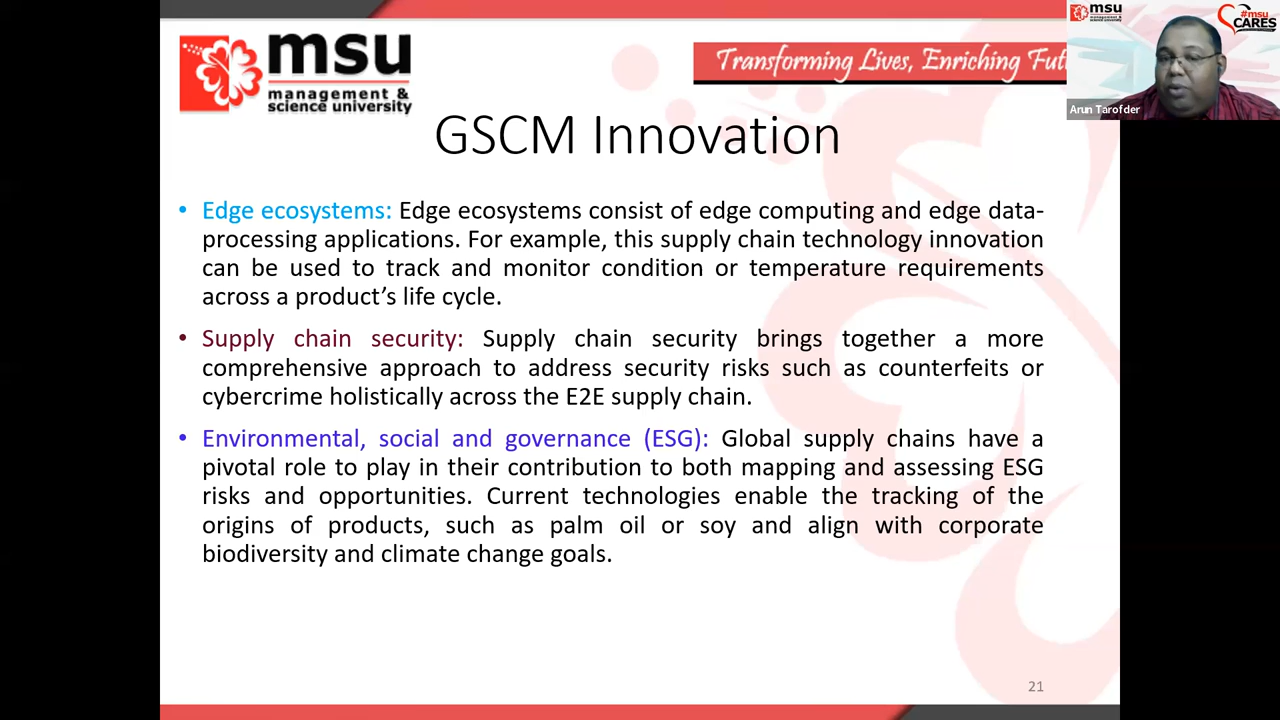 msu
management &
science university
Transforming Lives, Enriching Fut
msu
management &
science university
#msu
CARES
Arun Tarofder
GSCM Innovation
• Edge ecosystems: Edge ecosystems consist of edge computing and edge data-
processing applications. For example, this supply chain technology innovation
can be used to track and monitor condition or temperature requirements
across a product’s life cycle.
• Supply chain security: Supply chain security brings together a more
comprehensive approach to address security risks such as counterfeits or
cybercrime holistically across the E2E supply chain.
• Environmental, social and governance (ESG): Global supply chains have a
pivotal role to play in their contribution to both mapping and assessing ESG
risks and opportunities. Current technologies enable the tracking of the
origins of products, such as palm oil or soy and align with corporate
biodiversity and climate change goals.
21